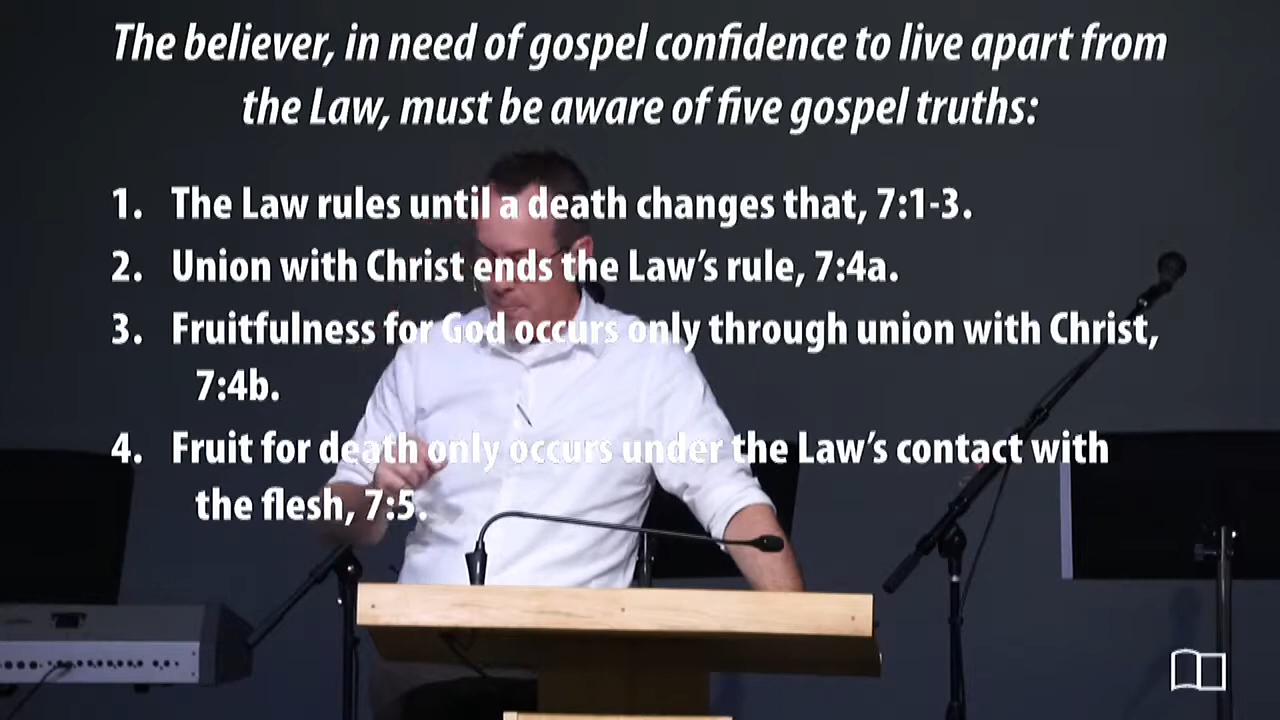 The believer, in need of gospel confidence to live apart from
the Law, must be aware of five gospel truths:
1. The Law rules until a death changes that, 7:1-3.
2. Union with Christ ends the Law’s rule, 7:4a.
3. Fruitfulness for God occurs only through union with Christ,
7:4b.
4. Fruit for death only occurs under the Law’s contact with
the flesh, 7:5.